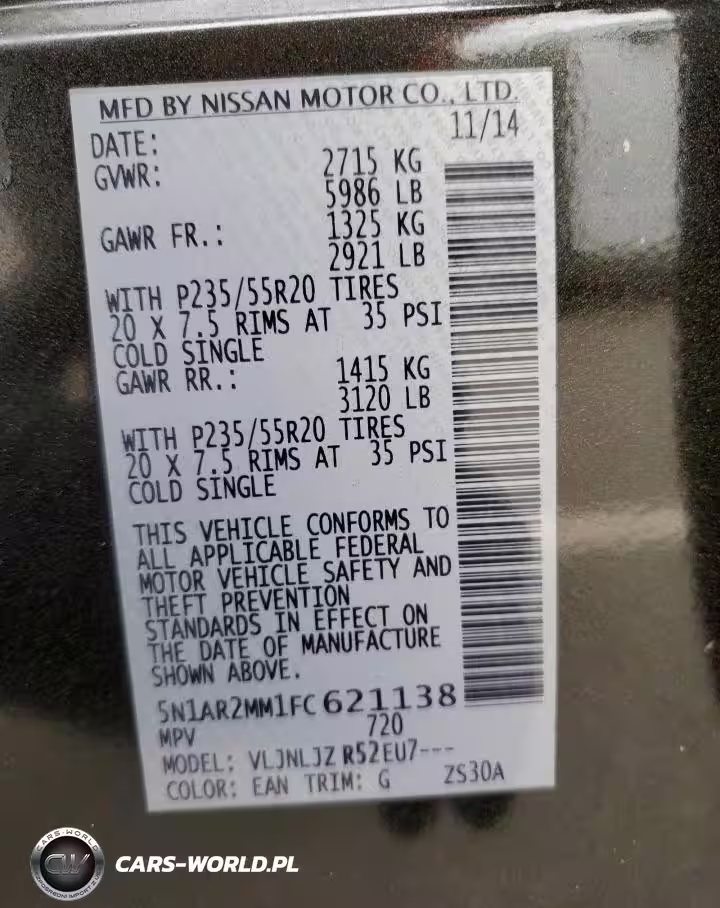 MFD BY NISSAN MOTOR CO., LTD.
DATE: 11/14
GVWR: 2715 KG
5986 LB
GAWR FR.: 1325 KG
2921 LB
WITH P235/55R20 TIRES
20 X 7.5 RIMS AT 35 PSI
COLD SINGLE
GAWR RR.: 1415 KG
3120 LB
WITH P235/55R20 TIRES
20 X 7.5 RIMS AT 35 PSI
COLD SINGLE
THIS VEHICLE CONFORMS TO
ALL APPLICABLE FEDERAL
MOTOR VEHICLE SAFETY AND
THEFT PREVENTION
STANDARDS IN EFFECT ON
THE DATE OF MANUFACTURE
SHOWN ABOVE.
5N1AR2MM1FC621138
MPV 720
MODEL: VLJNLJZ R52EU7---
COLOR: EAN TRIM: G ZS30A
CARS-WORLD
CW
CARS-WORLD.PL